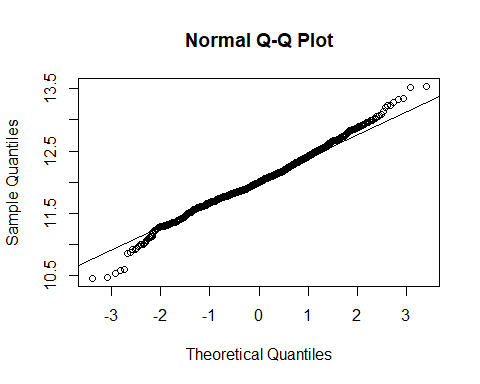 Normal Q-Q Plot
Sample Quantiles
13.5
12.5
11.5
10.5
-3 -2 -1 0 1 2 3
Theoretical Quantiles